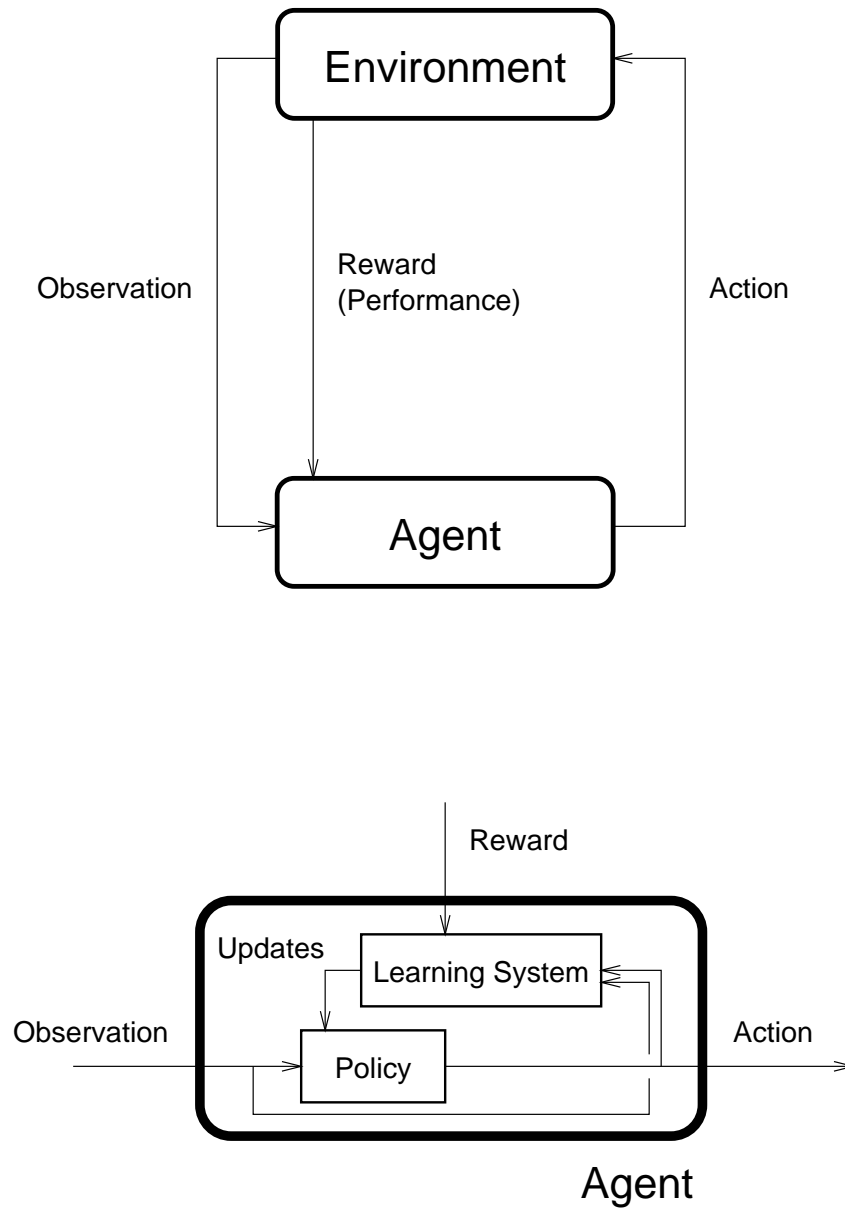 Environment
Observation
Reward
(Performance)
Action
Agent
Reward
Updates
Learning System
Observation
Policy
Action
Agent